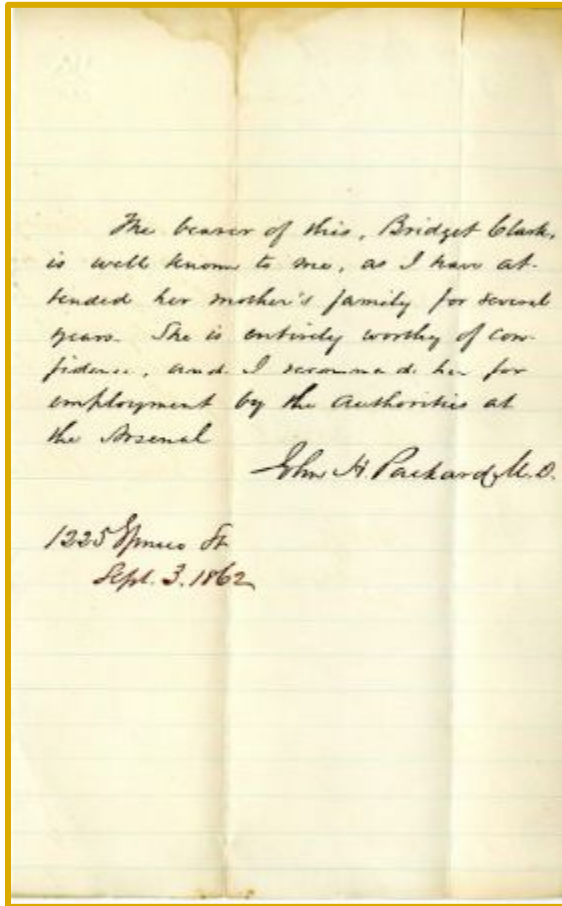 The bearer of this, Bridget Clark,
is well known to me, as I have at-
tended her mother's family for several
years. She is entirely worthy of con-
fidence, and I recommend her for
employment by the Authorities at
the Arsenal
John H. Packard, M.D.
1225 Spruce St.
Sept. 3. 1862